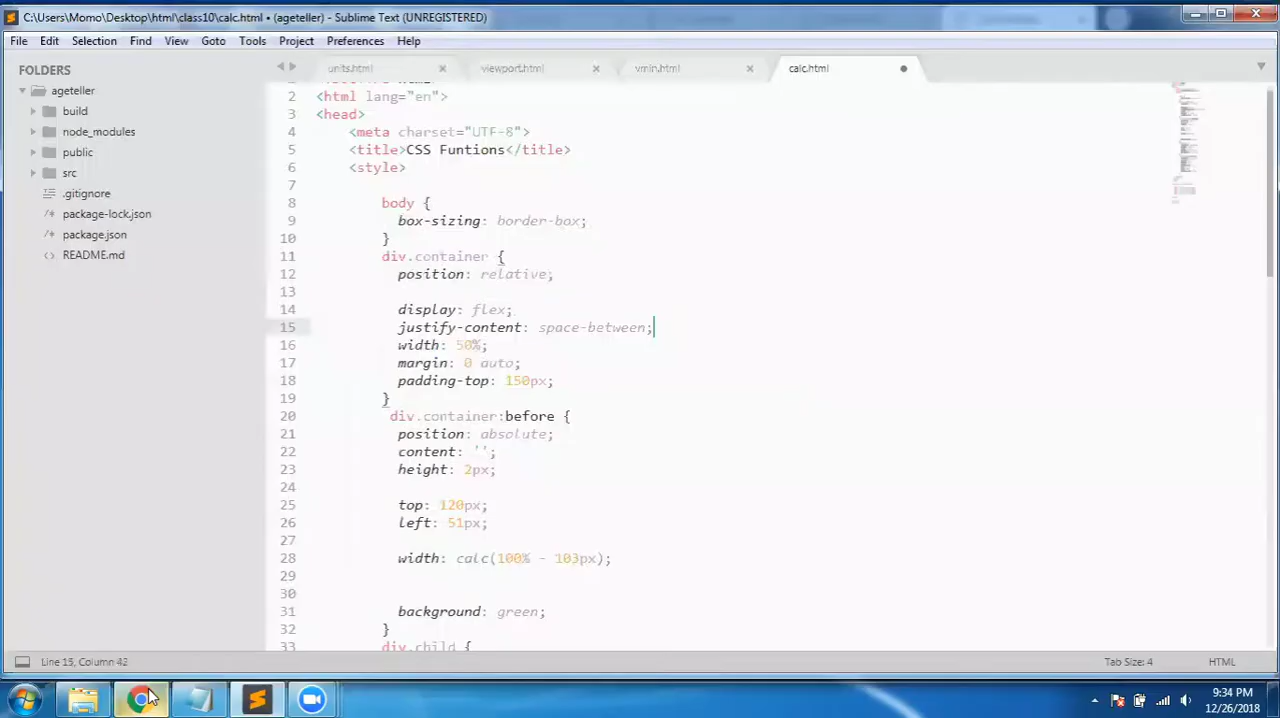 C:\Users\Momo\Desktop\html\class10\calc.html • (ageteller) - Sublime Text (UNREGISTERED)
File Edit Selection Find View Goto Tools Project Preferences Help
FOLDERS
ageteller
build
node_modules
public
src
.gitignore
package-lock.json
package.json
README.md
units.html viewport.html vmin.html calc.html
2 <html lang="en">
3 <head>
4 <meta charset="UTF-8">
5 <title>CSS Funtions</title>
6 <style>
7
8 body {
9 box-sizing: border-box;
10 }
11 div.container {
12 position: relative;
13
14 display: flex;
15 justify-content: space-between;
16 width: 50%;
17 margin: 0 auto;
18 padding-top: 150px;
19 }
20 div.container:before {
21 position: absolute;
22 content: '';
23 height: 2px;
24
25 top: 120px;
26 left: 51px;
27
28 width: calc(100% - 103px);
29
30
31 background: green;
32 }
33 div.child {
Line 15, Column 42
Tab Size: 4 HTML
9:34 PM
12/26/2018